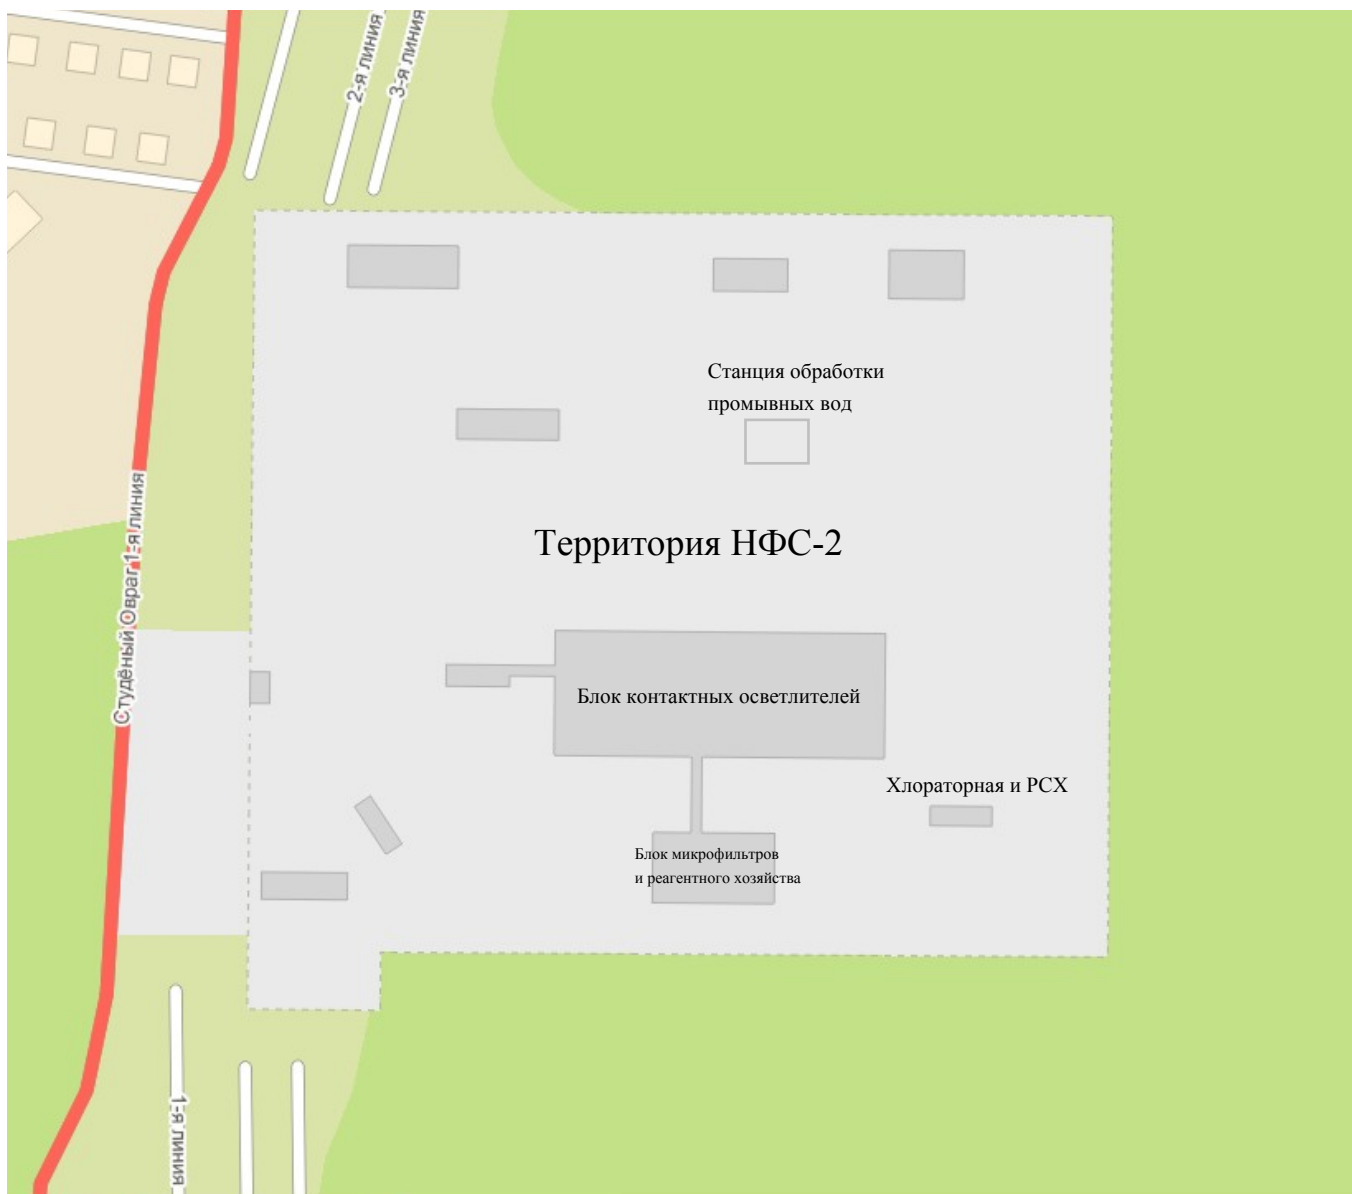 2-я линия
3-я линия
Станция обработки
промывных вод
Студёный Овраг 1-я линия
Территория НФС-2
Блок контактных осветлителей
Хлораторная и РСХ
Блок микрофильтров
и реагентного хозяйства
1-я линия